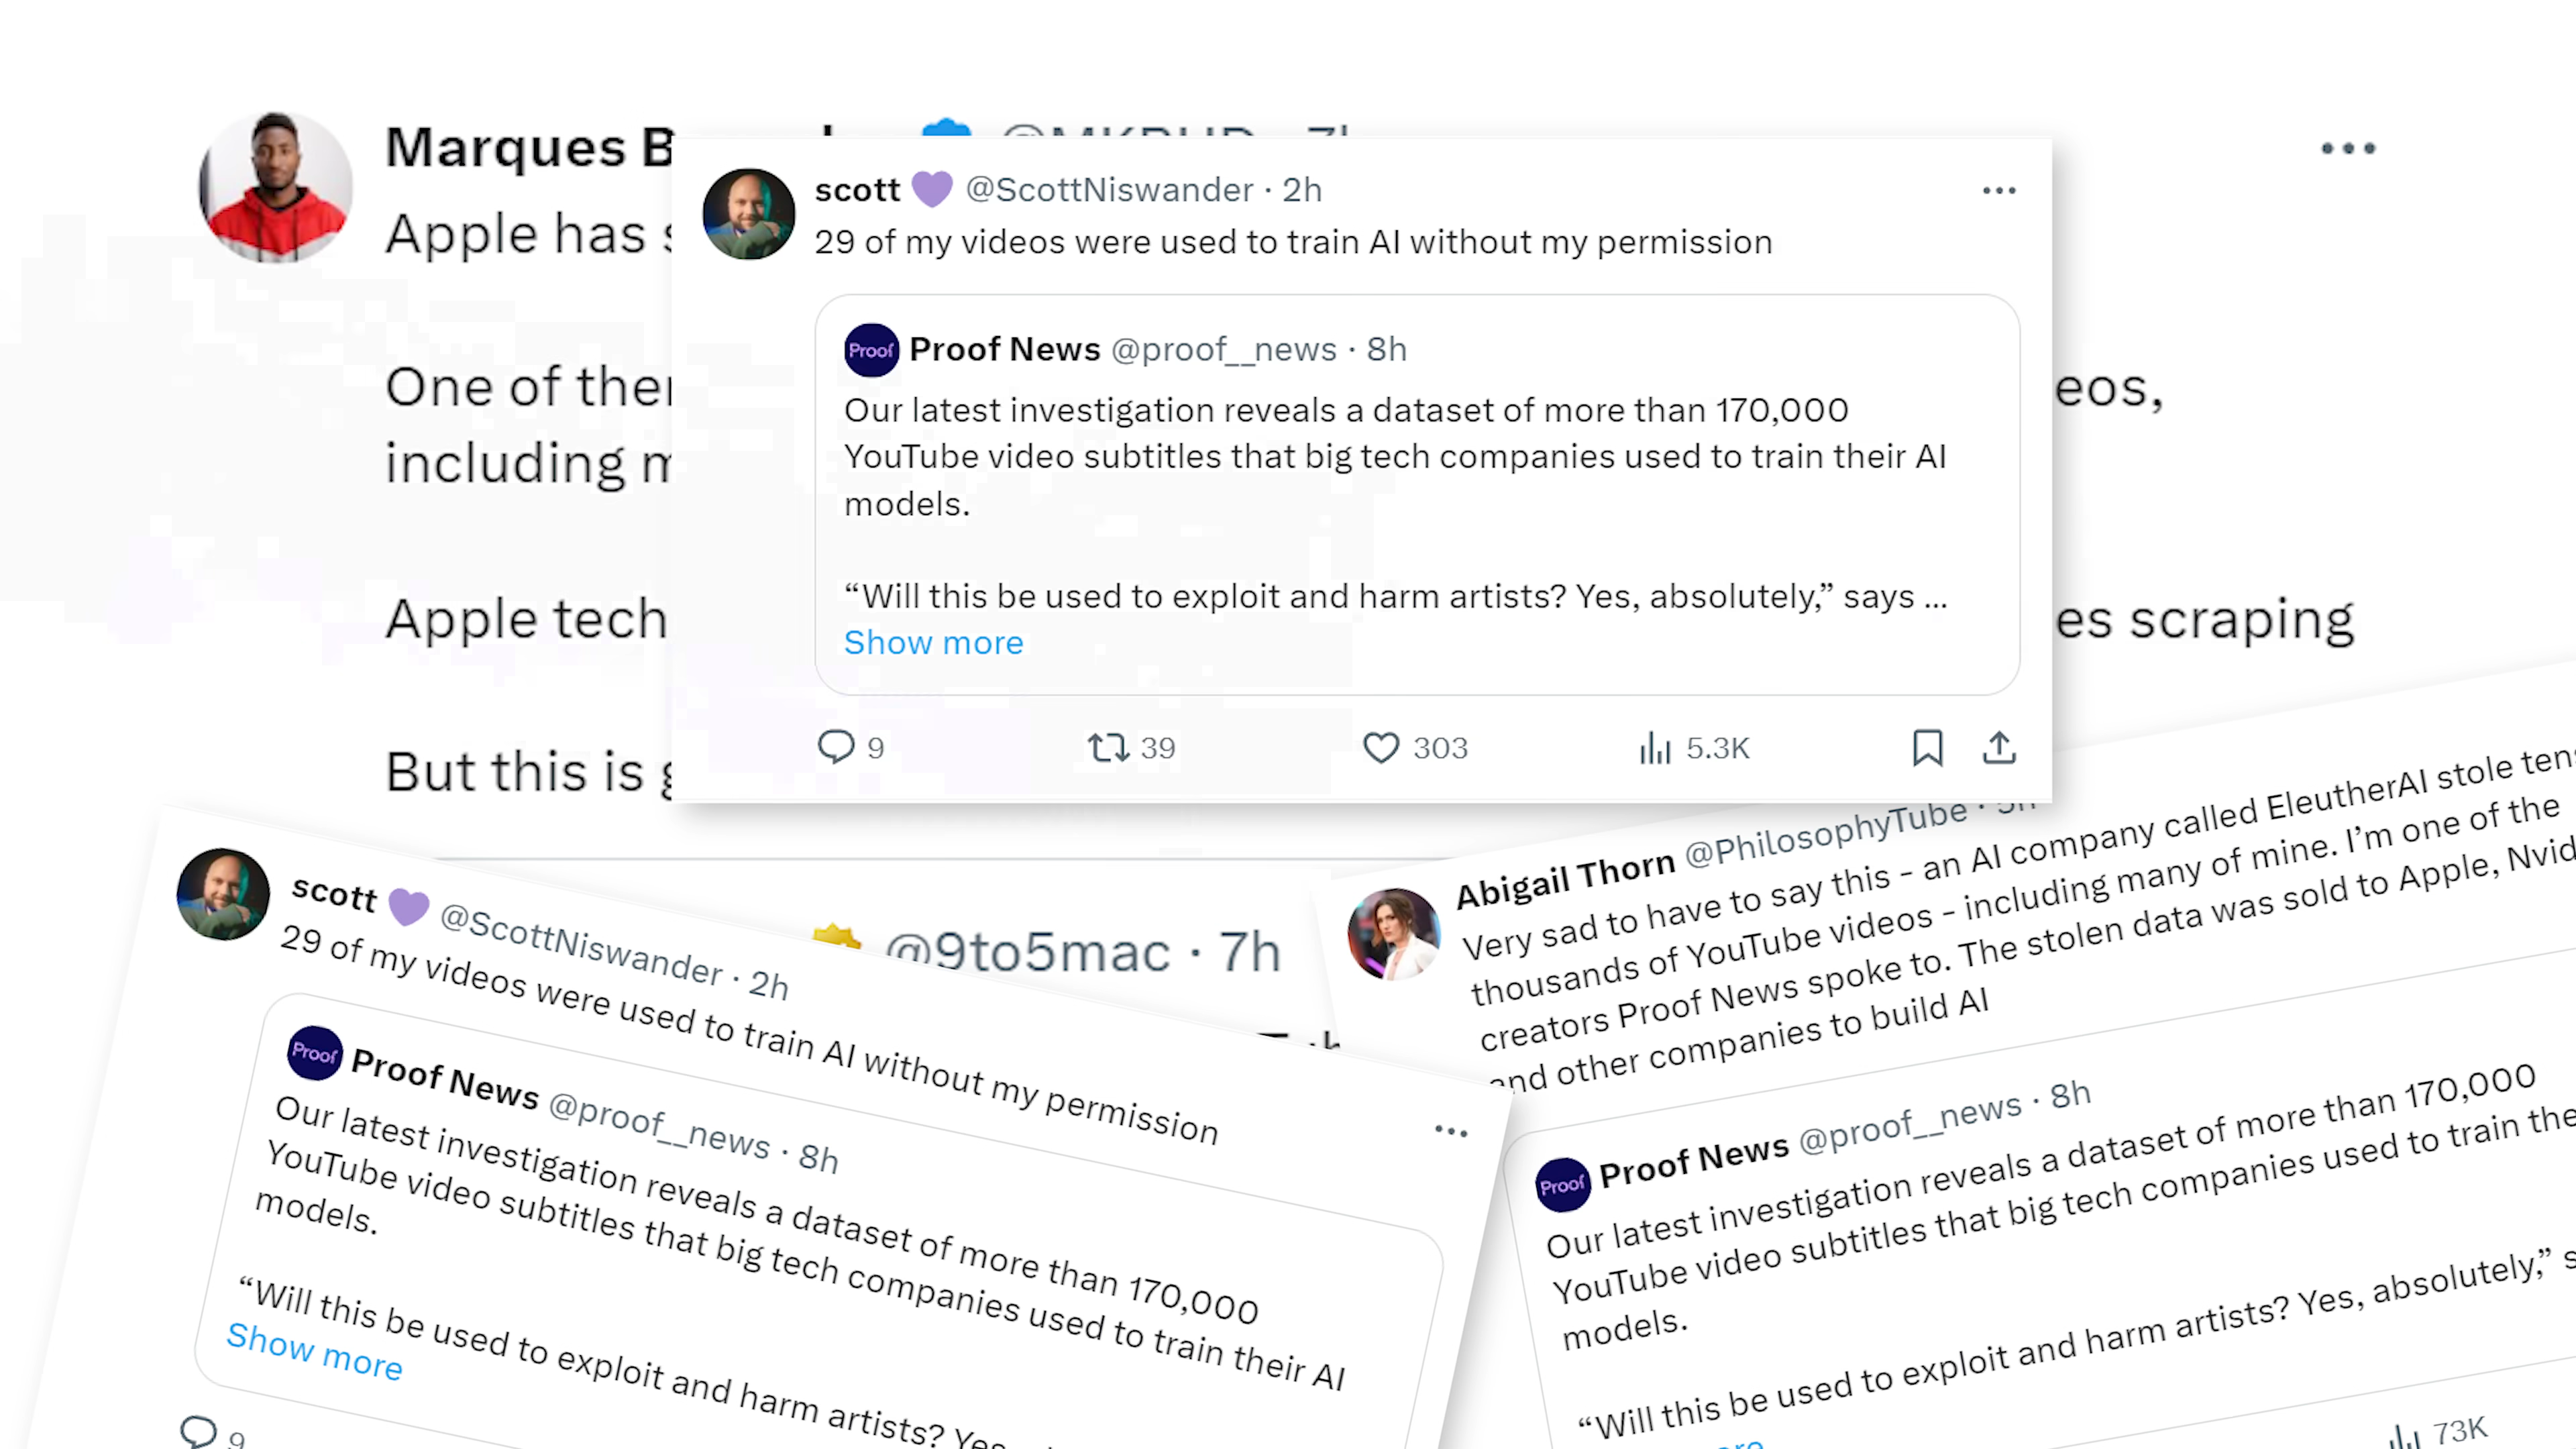 Marques B
Apple has
One of
including
eos,
Apple tech
es scraping
But this is
scott 💜 @ScottNiswander · 2h
29 of my videos were used to train AI without my permission
Proof Proof News @proof__news · 8h
Our latest investigation reveals a dataset of more than 170,000
YouTube video subtitles that big tech companies used to train their AI
models.
“Will this be used to exploit and harm artists? Yes, absolutely,” says ...
Show more
9 39 303 5.3K
@9to5mac · 7h
scott 💜 @ScottNiswander · 2h
29 of my videos were used to train AI without my permission
Proof Proof News @proof__news · 8h
Our latest investigation reveals a dataset of more than 170,000
YouTube video subtitles that big tech companies used to train their AI
models.
“Will this be used to exploit and harm artists?
Show more
9
Abigail Thorn @PhilosophyTube · 5h
Very sad to have to say this - an AI company called EleutherAI stole tens
thousands of YouTube videos - including many of mine. I’m one of the
creators Proof News spoke to. The stolen data was sold to Apple, Nvid
and other companies to build AI
Proof Proof News @proof__news · 8h
Our latest investigation reveals a dataset of more than 170,000
YouTube video subtitles that big tech companies used to train the
models.
“Will this be used to exploit and harm artists? Yes, absolutely,” s
73K